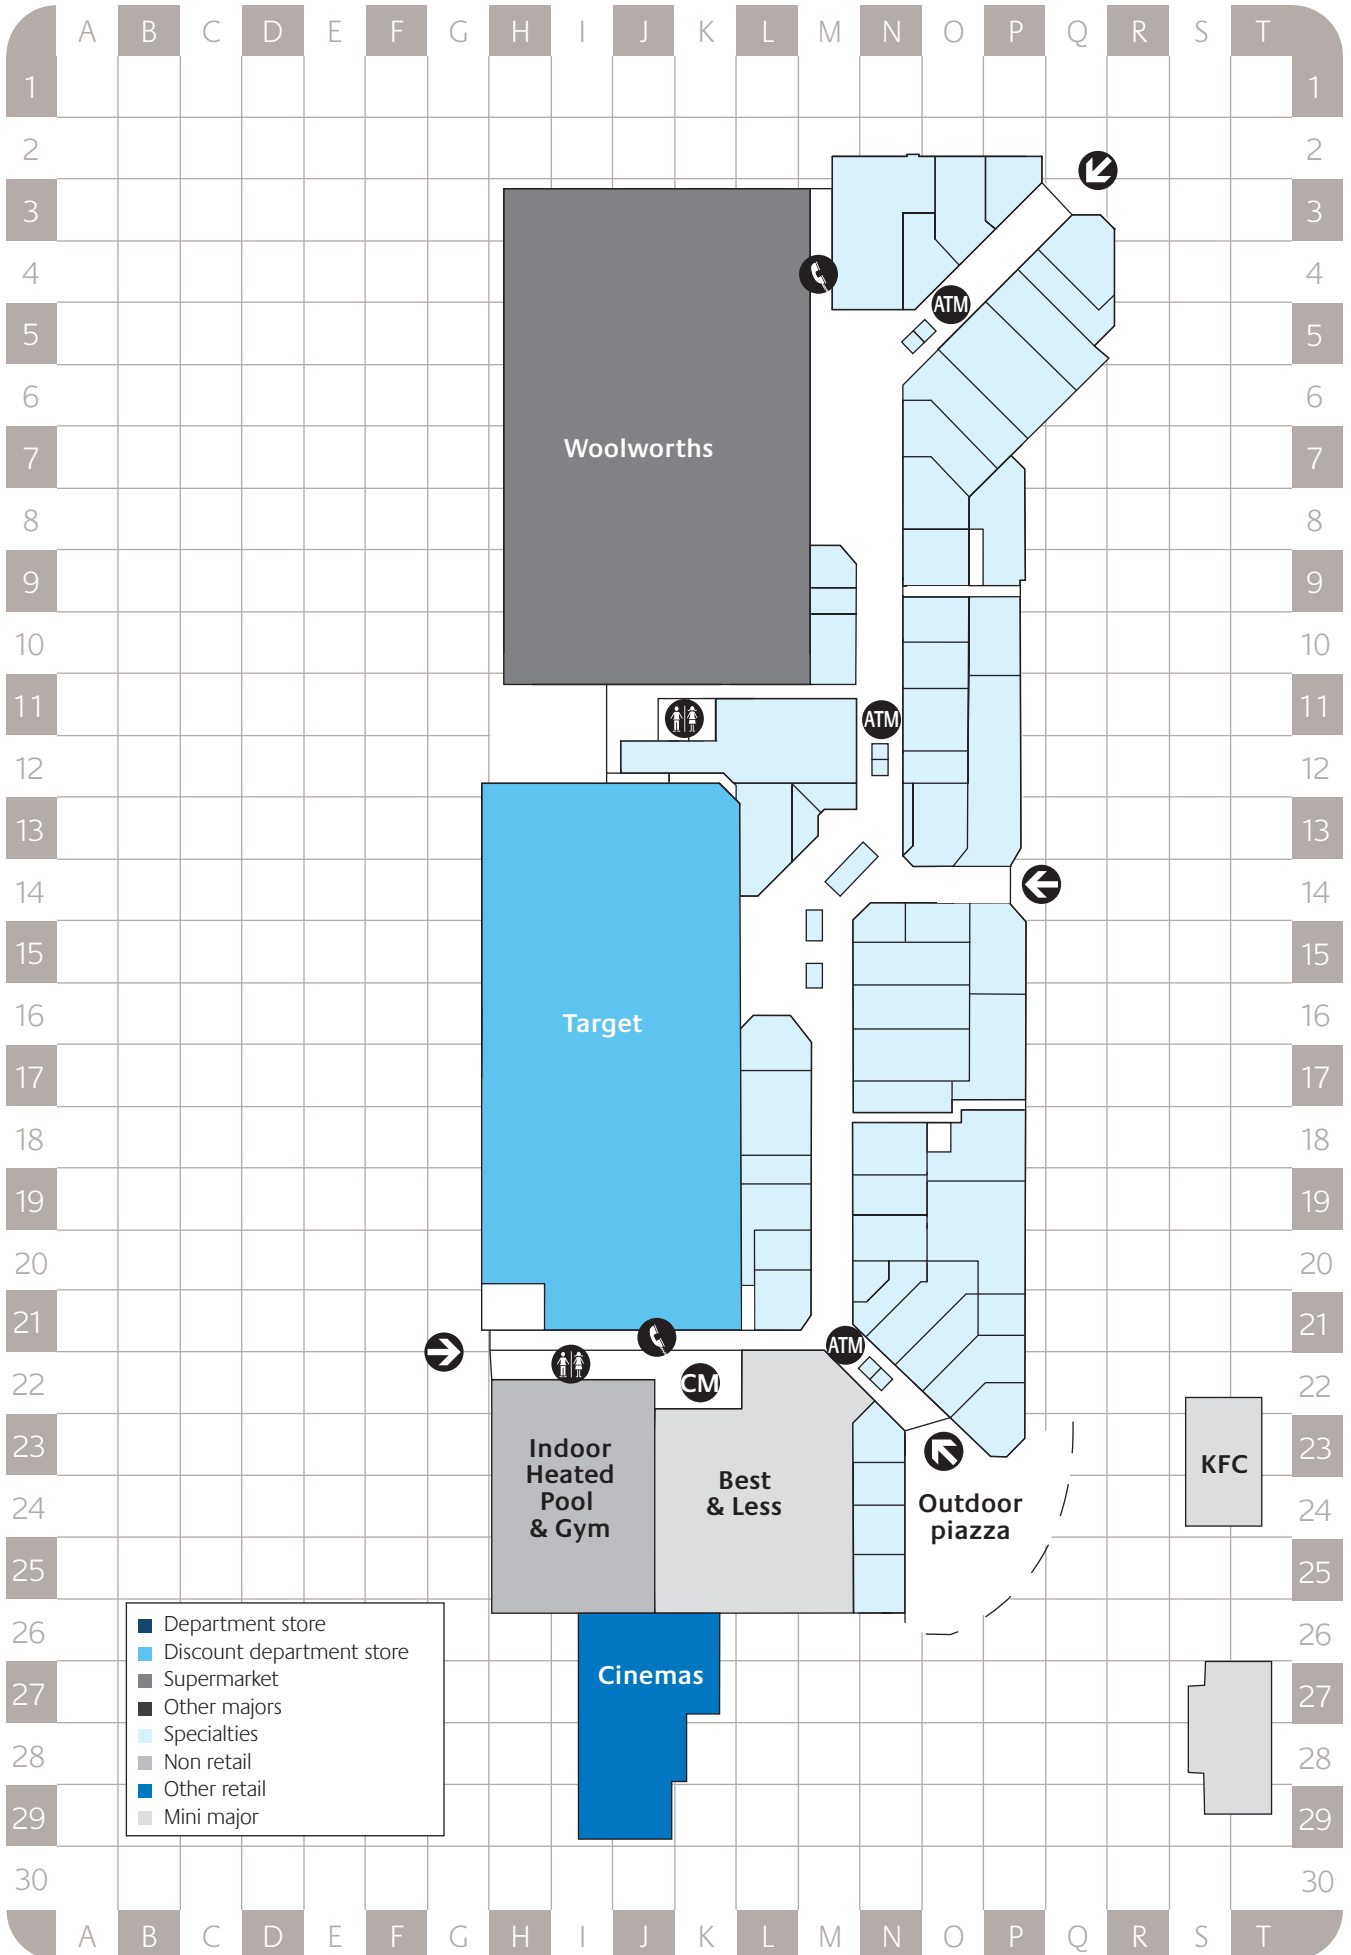 A B C D E F G H I J K L M N O P Q R S T
1 1
2 2
3 3
4 4
ATM
5 5
6 6
7 Woolworths 7
8 8
9 9
10 10
11 ATM 11
12 12
13 13
14 14
15 15
16 Target 16
17 17
18 18
19 19
20 20
21 21
ATM
22 CM 22
23 23
Indoor
Heated
Pool
& Gym
Best
& Less
KFC
24 24
Outdoor
piazza
25 25
26 26
27 27
28 28
29 29
30 30
Cinemas
Department store
Discount department store
Supermarket
Other majors
Specialties
Non retail
Other retail
Mini major
A B C D E F G H I J K L M N O P Q R S T